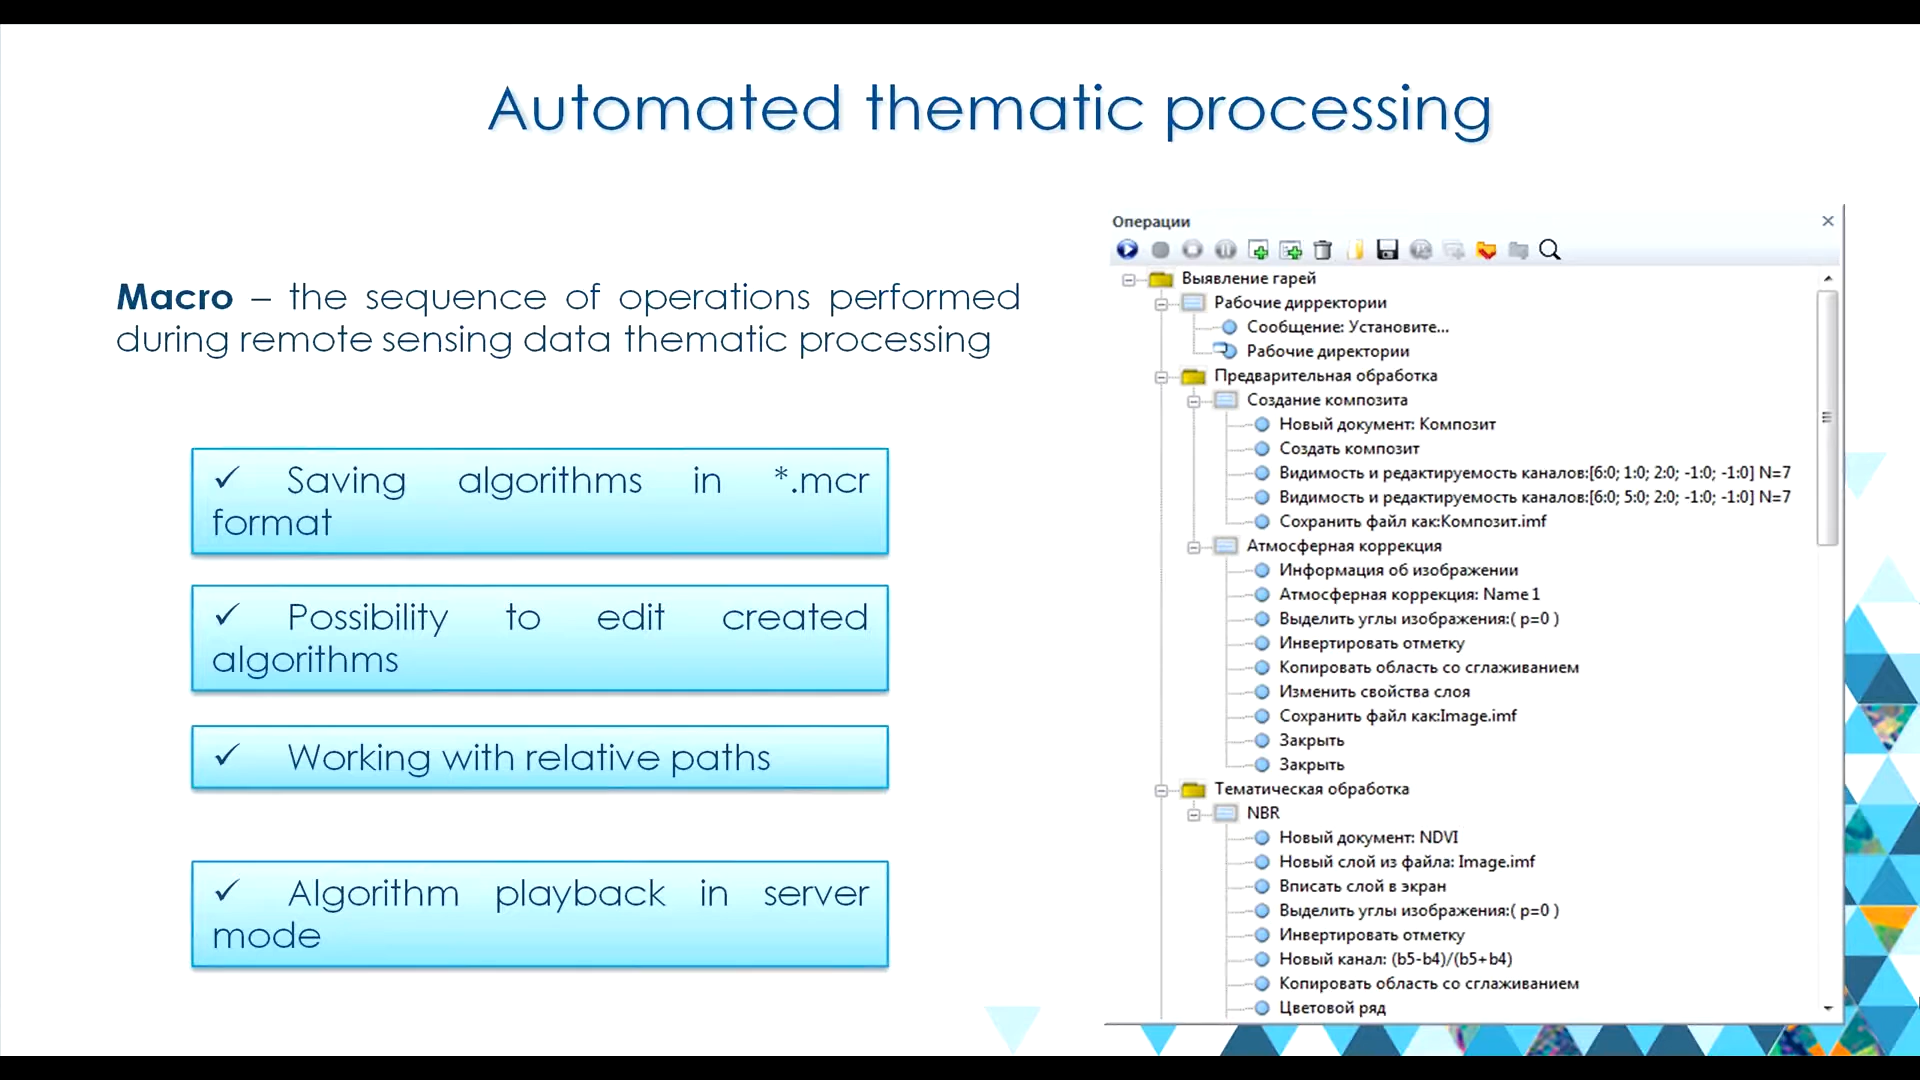 Automated thematic processing
Macro – the sequence of operations performed
during remote sensing data thematic processing
✓ Saving algorithms in *.mcr
format
✓ Possibility to edit created
algorithms
✓ Working with relative paths
✓ Algorithm playback in server
mode
Операции
Выявление гарей
Рабочие дирректории
Сообщение: Установите...
Рабочие директории
Предварительная обработка
Создание композита
Новый документ: Композит
Создать композит
Видимость и редактируемость каналов:[6:0; 1:0; 2:0; -1:0; -1:0] N=7
Видимость и редактируемость каналов:[6:0; 5:0; 2:0; -1:0; -1:0] N=7
Сохранить файл как:Композит.imf
Атмосферная коррекция
Информация об изображении
Атмосферная коррекция: Name1
Выделить углы изображения:( p=0 )
Инвертировать отметку
Копировать область со сглаживанием
Изменить свойства слоя
Сохранить файл как:Image.imf
Закрыть
Закрыть
Тематическая обработка
NBR
Новый документ: NDVI
Новый слой из файла: Image.imf
Вписать слой в экран
Выделить углы изображения:( p=0 )
Инвертировать отметку
Новый канал: (b5-b4)/(b5+b4)
Копировать область со сглаживанием
Цветовой ряд